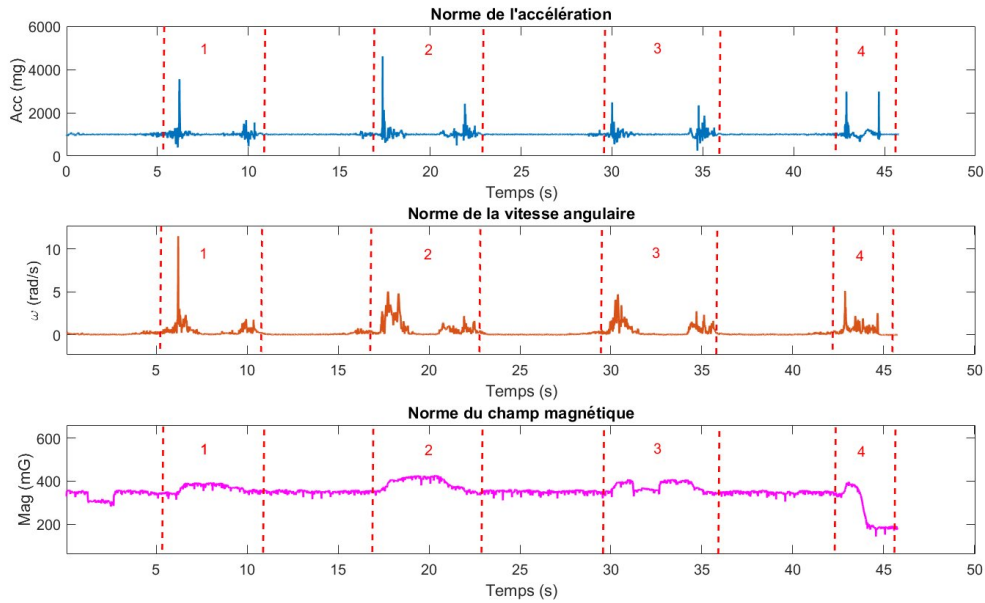 Norme de l'accélération
Acc (mg)
6000
4000
2000
0
1
2
3
4
0 5 10 15 20 25 30 35 40 45 50
Temps (s)
Norme de la vitesse angulaire
ω (rad/s)
10
5
0
1
2
3
4
5 10 15 20 25 30 35 40 45 50
Temps (s)
Norme du champ magnétique
Mag (mG)
600
400
200
1
2
3
4
5 10 15 20 25 30 35 40 45 50
Temps (s)